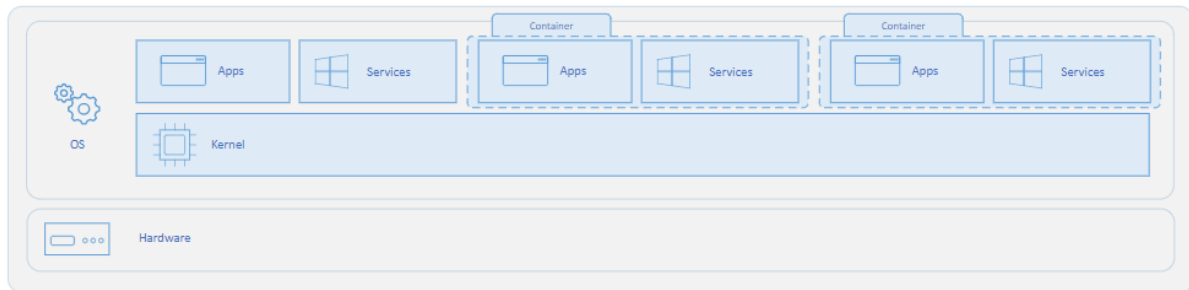 Container
Container
Apps
Services
Apps
Services
Apps
Services
OS
Kernel
Hardware